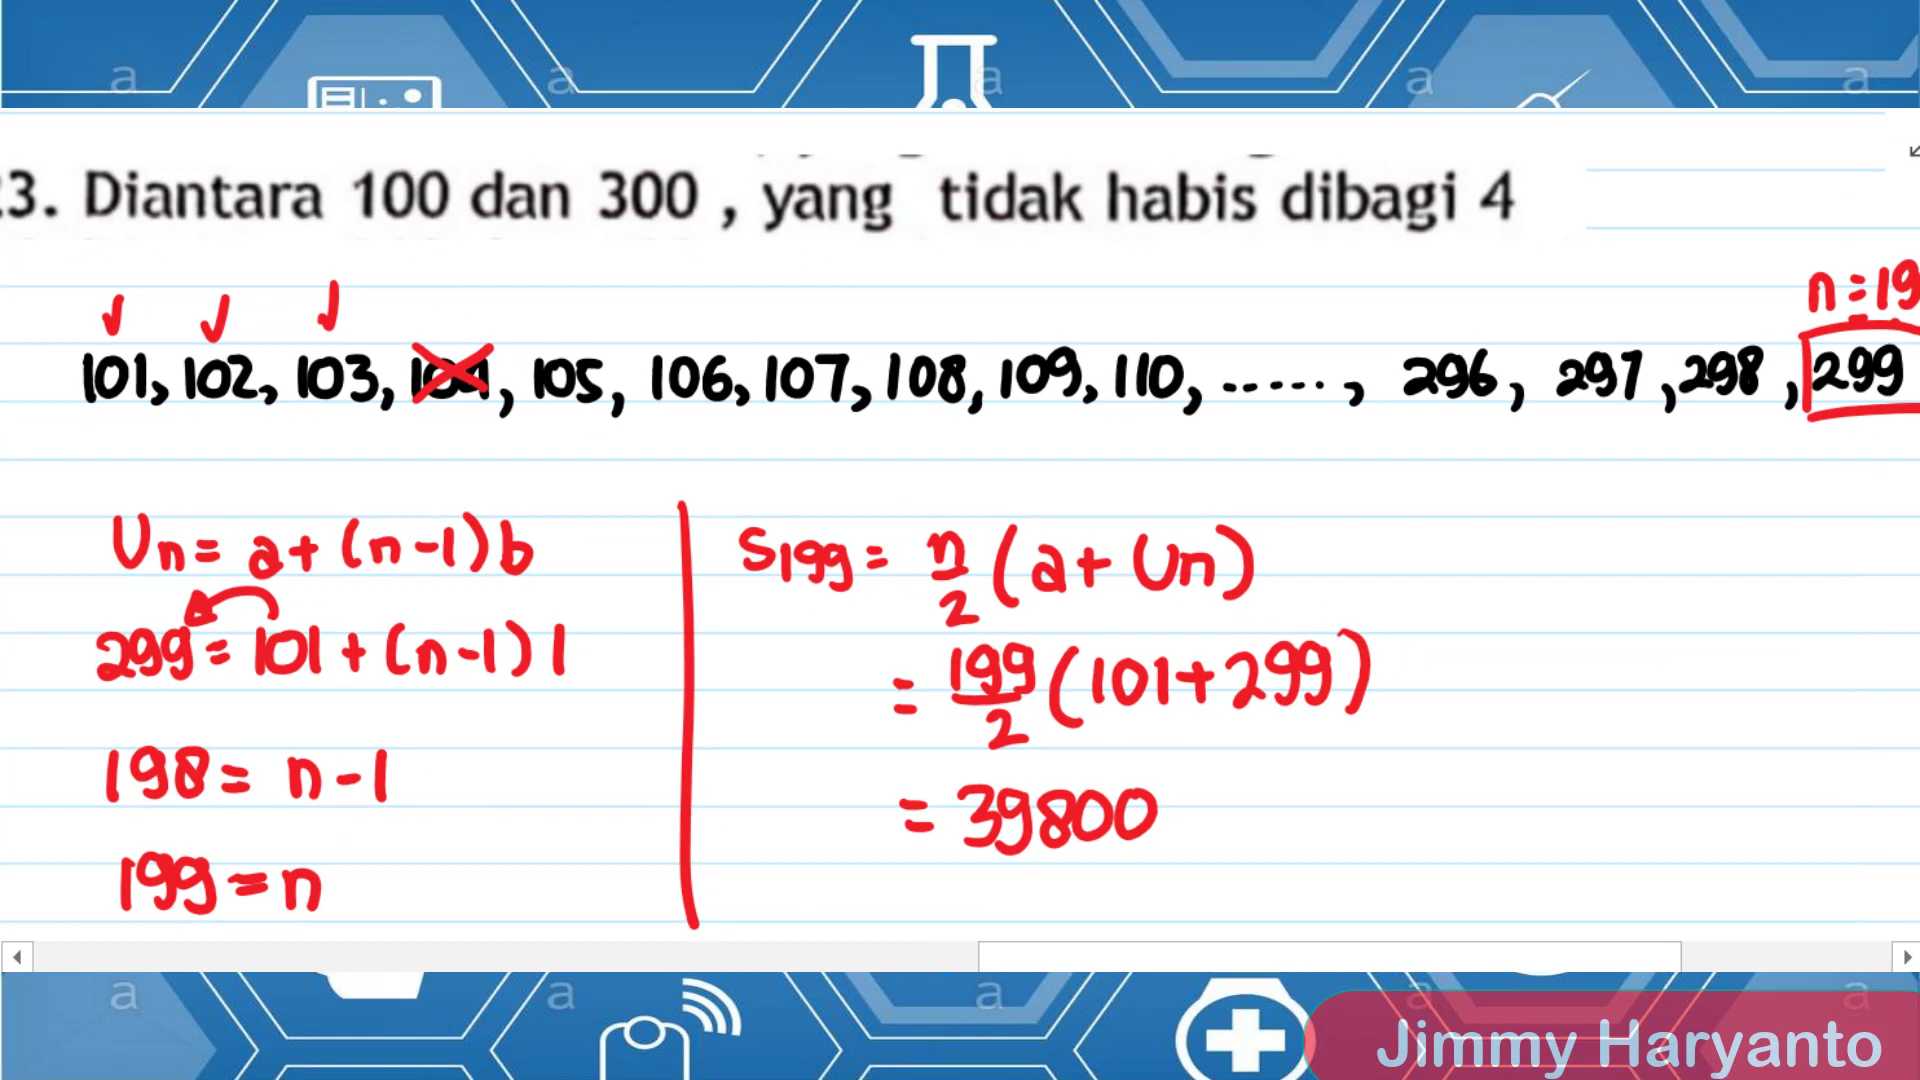 3. Diantara 100 dan 300 , yang tidak habis dibagi 4
n = 19
101, 102, 103, 104, 105, 106, 107, 108, 109, 110, ....., 296, 297, 298, 299
Un = a + (n-1) b
299 = 101 + (n-1) 1
198 = n - 1
199 = n
S199 = n/2 (a + Un)
= 199/2 (101 + 299)
= 39800
Jimmy Haryanto